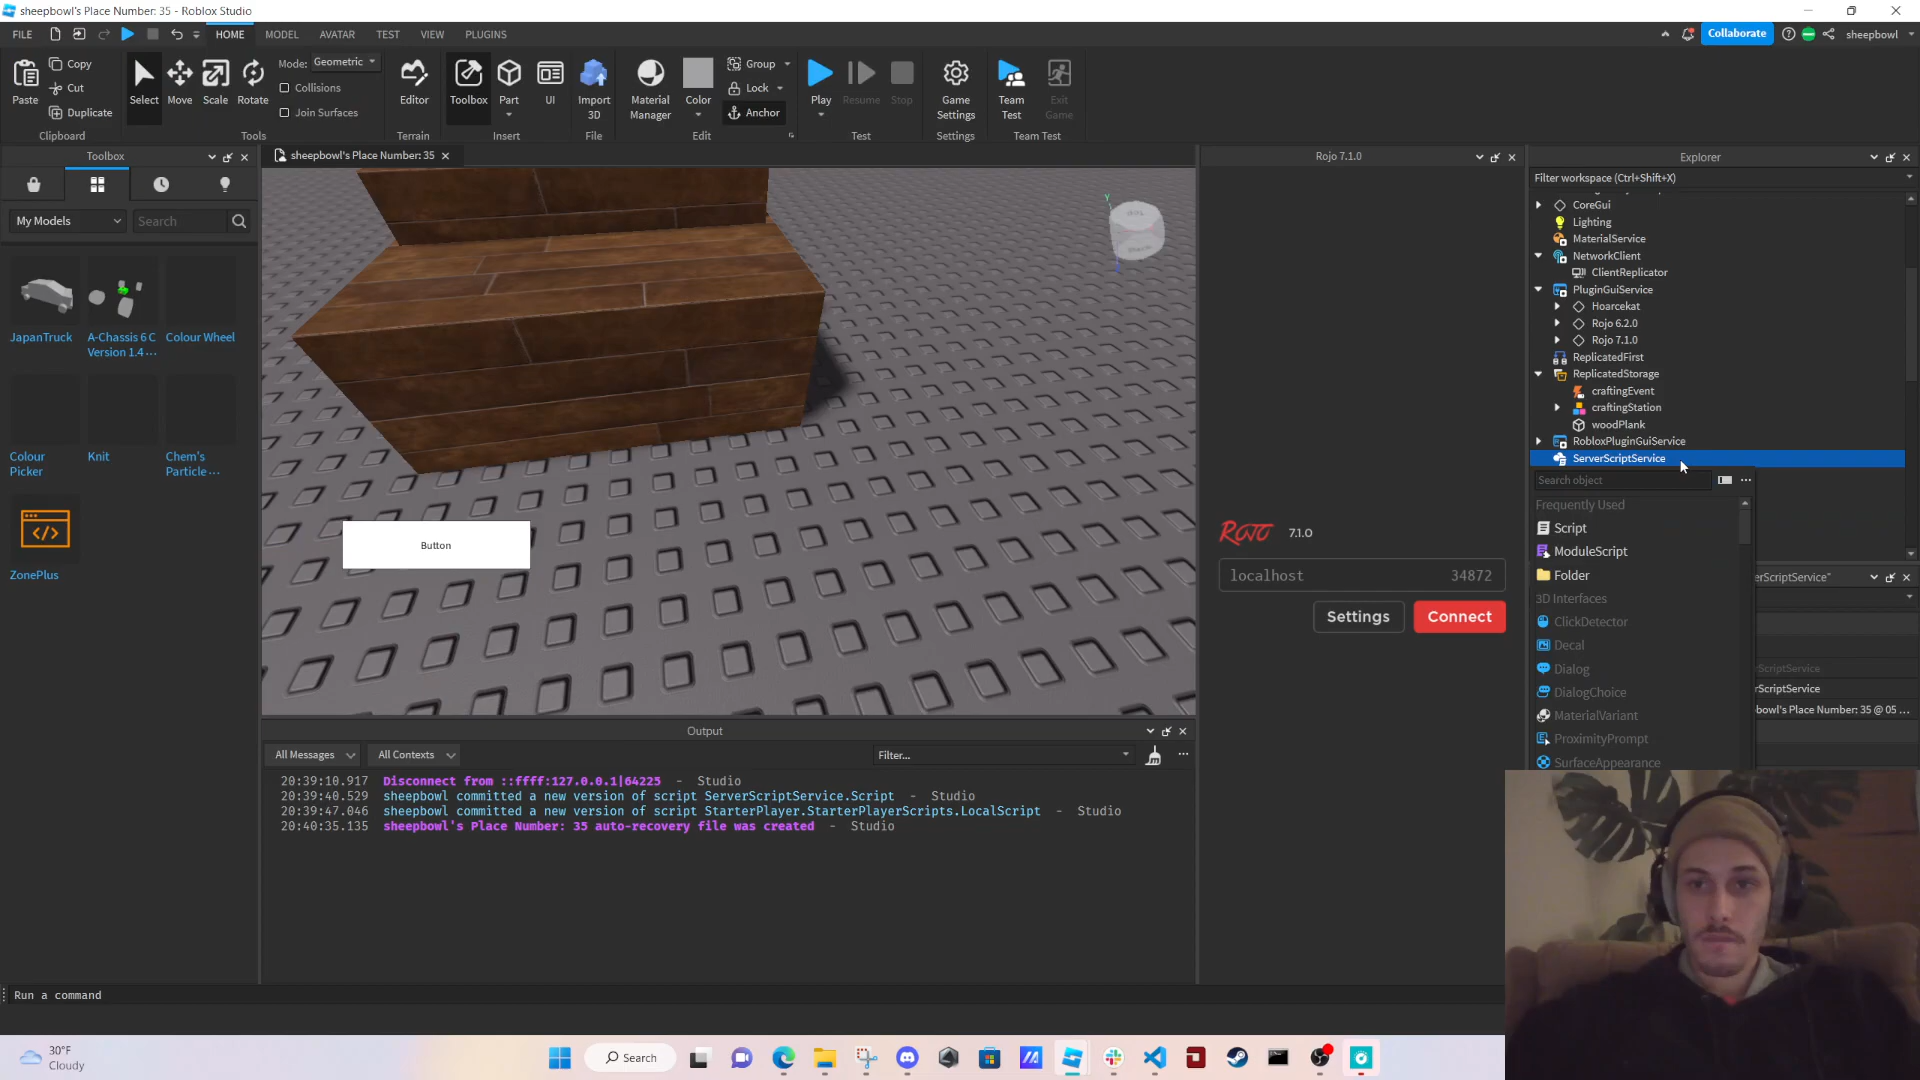 sheepbowl's Place Number: 35 - Roblox Studio
FILE HOME MODEL AVATAR TEST VIEW PLUGINS Collaborate sheepbowl
Paste Copy Cut Duplicate Clipboard
Select Move Scale Rotate Mode: Geometric Collisions Join Surfaces Tools
Editor Terrain
Toolbox Part UI Insert
Import 3D File
Material Manager Color Group Lock Anchor Edit
Play Resume Stop Test
Game Settings Settings
Team Test Exit Game Team Test
Toolbox
My Models Search
JapanTruck
A-Chassis 6 C Version 1.4 ...
Colour Wheel
Colour Picker
Knit
Chem's Particle ...
ZonePlus
sheepbowl's Place Number: 35
Button
Output
All Messages All Contexts Filter...
20:39:10.917 Disconnect from ::ffff:127.0.0.1|64225 - Studio
20:39:40.529 sheepbowl committed a new version of script ServerScriptService.Script - Studio
20:39:47.046 sheepbowl committed a new version of script StarterPlayer.StarterPlayerScripts.LocalScript - Studio
20:40:35.135 sheepbowl's Place Number: 35 auto-recovery file was created - Studio
Run a command
Rojo 7.1.0
ROJO 7.1.0
localhost 34872
Settings Connect
Explorer
Filter workspace (Ctrl+Shift+X)
CoreGui
Lighting
MaterialService
NetworkClient
ClientReplicator
PluginGuiService
Hoarcekat
Rojo 6.2.0
Rojo 7.1.0
ReplicatedFirst
ReplicatedStorage
craftingEvent
craftingStation
woodPlank
RobloxPluginGuiService
ServerScriptService
Search object
Frequently Used
Script
ModuleScript
Folder
3D Interfaces
ClickDetector
Decal
Dialog
DialogChoice
MaterialVariant
ProximityPrompt
SurfaceAppearance
erScriptService"
rScriptService
rScriptService
bowl's Place Number: 35 @ 05 ...
30°F
Cloudy
Search